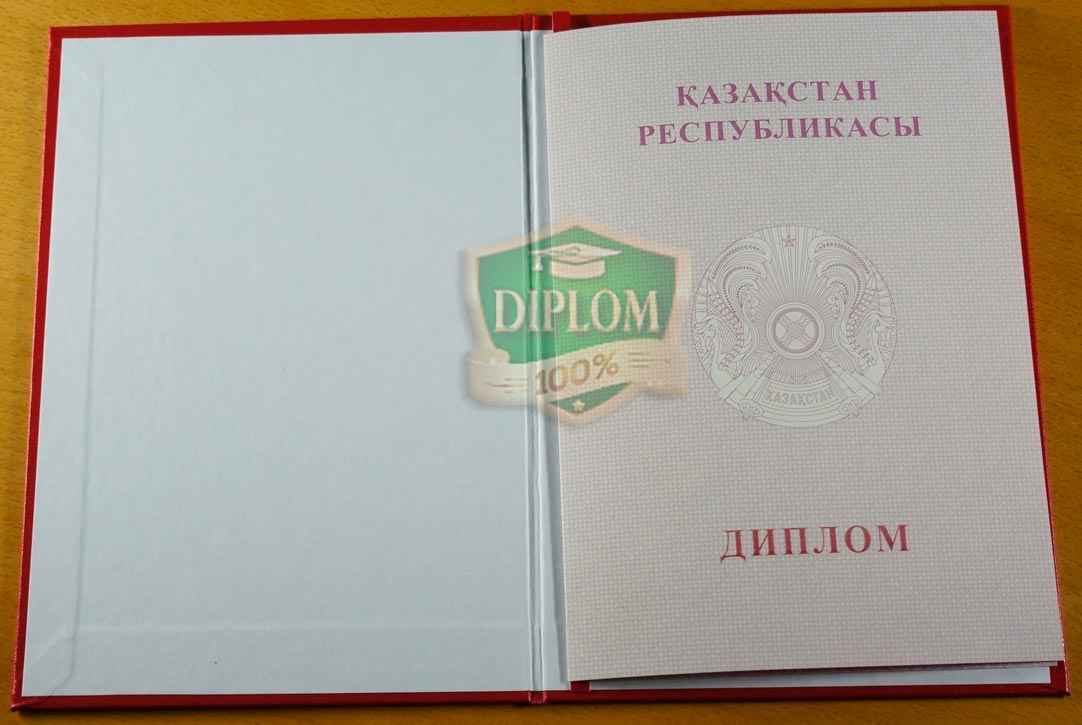 ҚАЗАҚСТАН
РЕСПУБЛИКАСЫ
DIPLOM
100%
ҚАЗАҚСТАН
ДИПЛОМ